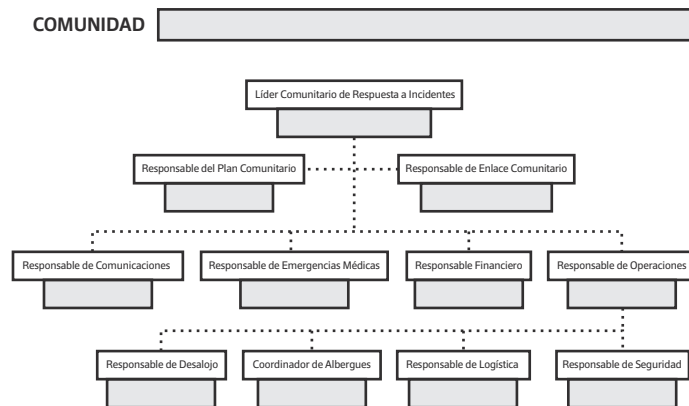 COMUNIDAD
Líder Comunitario de Respuesta a Incidentes
Responsable del Plan Comunitario
Responsable de Enlace Comunitario
Responsable de Comunicaciones
Responsable de Emergencias Médicas
Responsable Financiero
Responsable de Operaciones
Responsable de Desalojo
Coordinador de Albergues
Responsable de Logística
Responsable de Seguridad